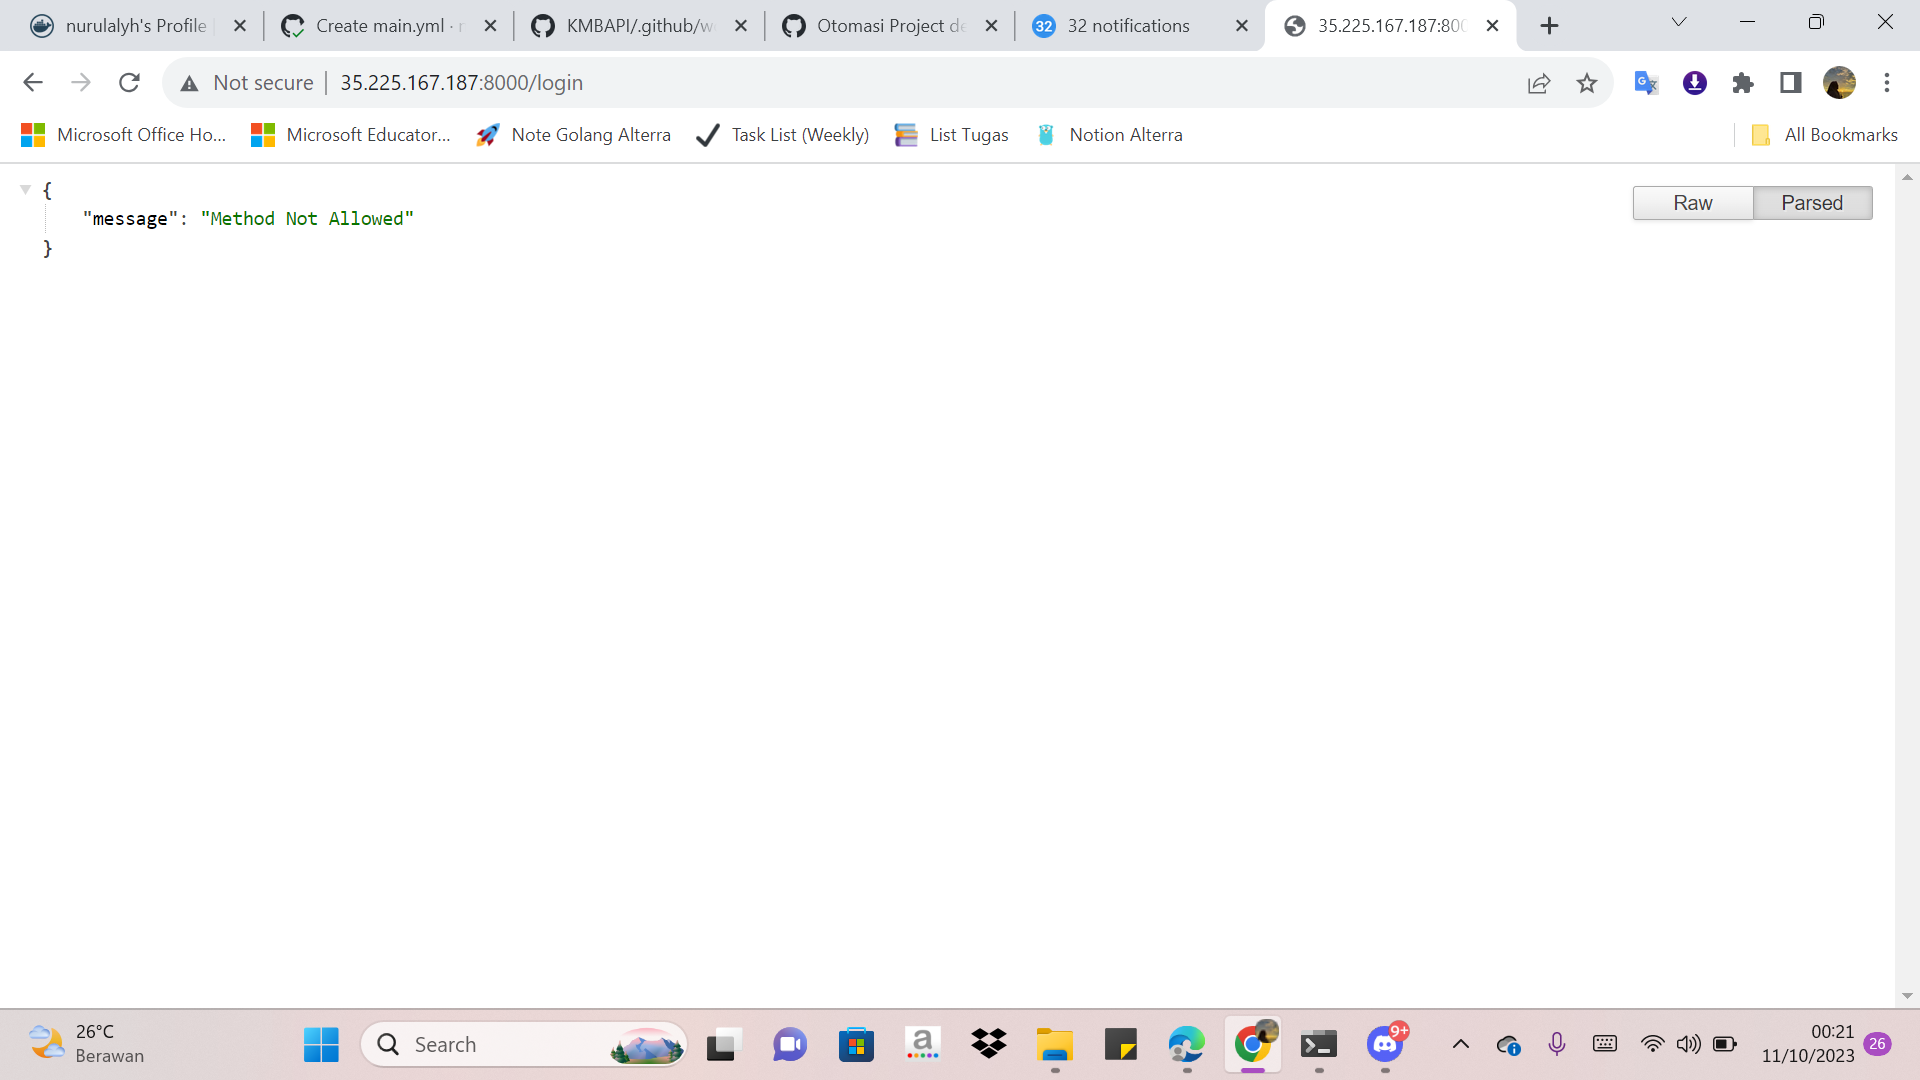 nurulalyh's Profile
Create main.yml ·
KMBAPI/.github/w
Otomasi Project de
32
32 notifications
35.225.167.187:800
Not secure
35.225.167.187:8000/login
Microsoft Office Ho...
Microsoft Educator...
Note Golang Alterra
Task List (Weekly)
List Tugas
Notion Alterra
All Bookmarks
{
"message": "Method Not Allowed"
}
Raw
Parsed
26°C
Berawan
Search
9+
00:21
11/10/2023
26